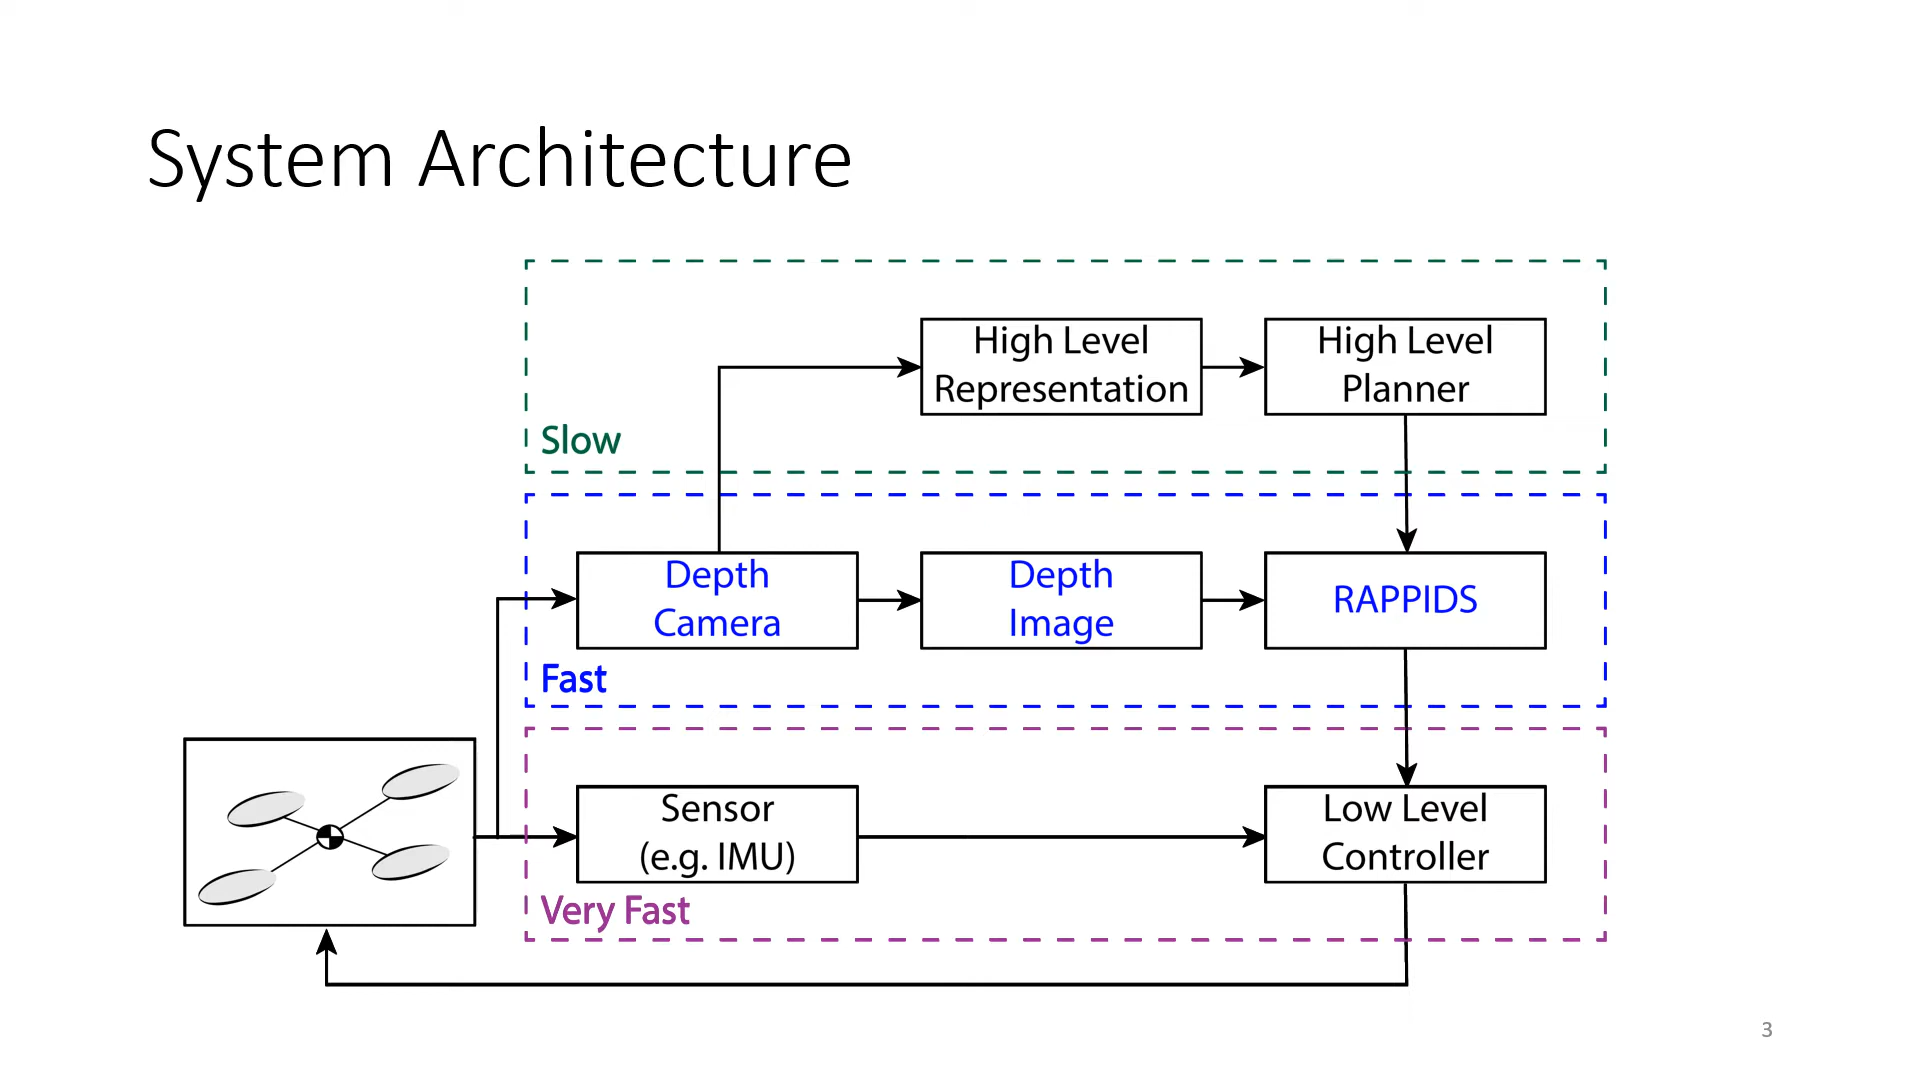 System Architecture
High Level
Representation
High Level
Planner
Slow
Depth
Camera
Depth
Image
RAPPIDS
Fast
Sensor
(e.g. IMU)
Low Level
Controller
Very Fast
3